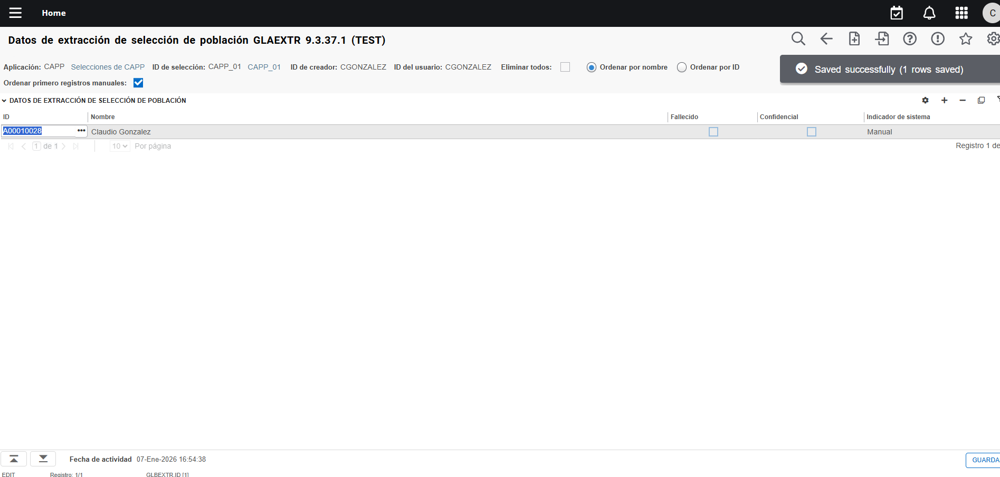 Home
C
Datos de extracción de selección de población GLAEXTR 9.3.37.1 (TEST)
Aplicación: CAPP Selecciones de CAPP ID de selección: CAPP_01 CAPP_01 ID de creador: CGONZALEZ ID del usuario: CGONZALEZ Eliminar todos: Ordenar por nombre Ordenar por ID
Saved successfully (1 rows saved)
Ordenar primero registros manuales:
DATOS DE EXTRACCIÓN DE SELECCIÓN DE POBLACIÓN
ID Nombre Fallecido Confidencial Indicador de sistema
A00010028 ••• Claudio Gonzalez Manual
1 de 1 10 Por página Registro 1 de
Fecha de actividad 07-Ene-2026 16:54:38
GUARDA
EDIT Registro: 1/1 GLBEXTR.ID [1]